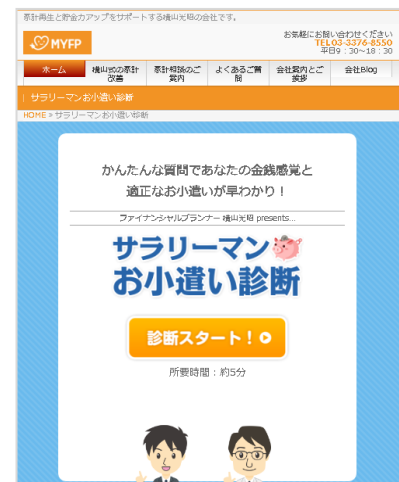 家計再生と貯金力アップをサポートする横山光昭の会社です。
MYFP
お気軽にお問い合わせください
TEL03-3376-8550
平日9：30~18：30
ホーム
横山式の家計改善
家計相談のご案内
よくあるご質問
会社案内とご挨拶
会社Blog
サラリーマンお小遣い診断
HOME » サラリーマンお小遣い診断
かんたんな質問であなたの金銭感覚と
適正なお小遣いが早わかり！
ファイナンシャルプランナー 横山光昭 presents...
サラリーマン
お小遣い診断
診断スタート！
所要時間：約5分